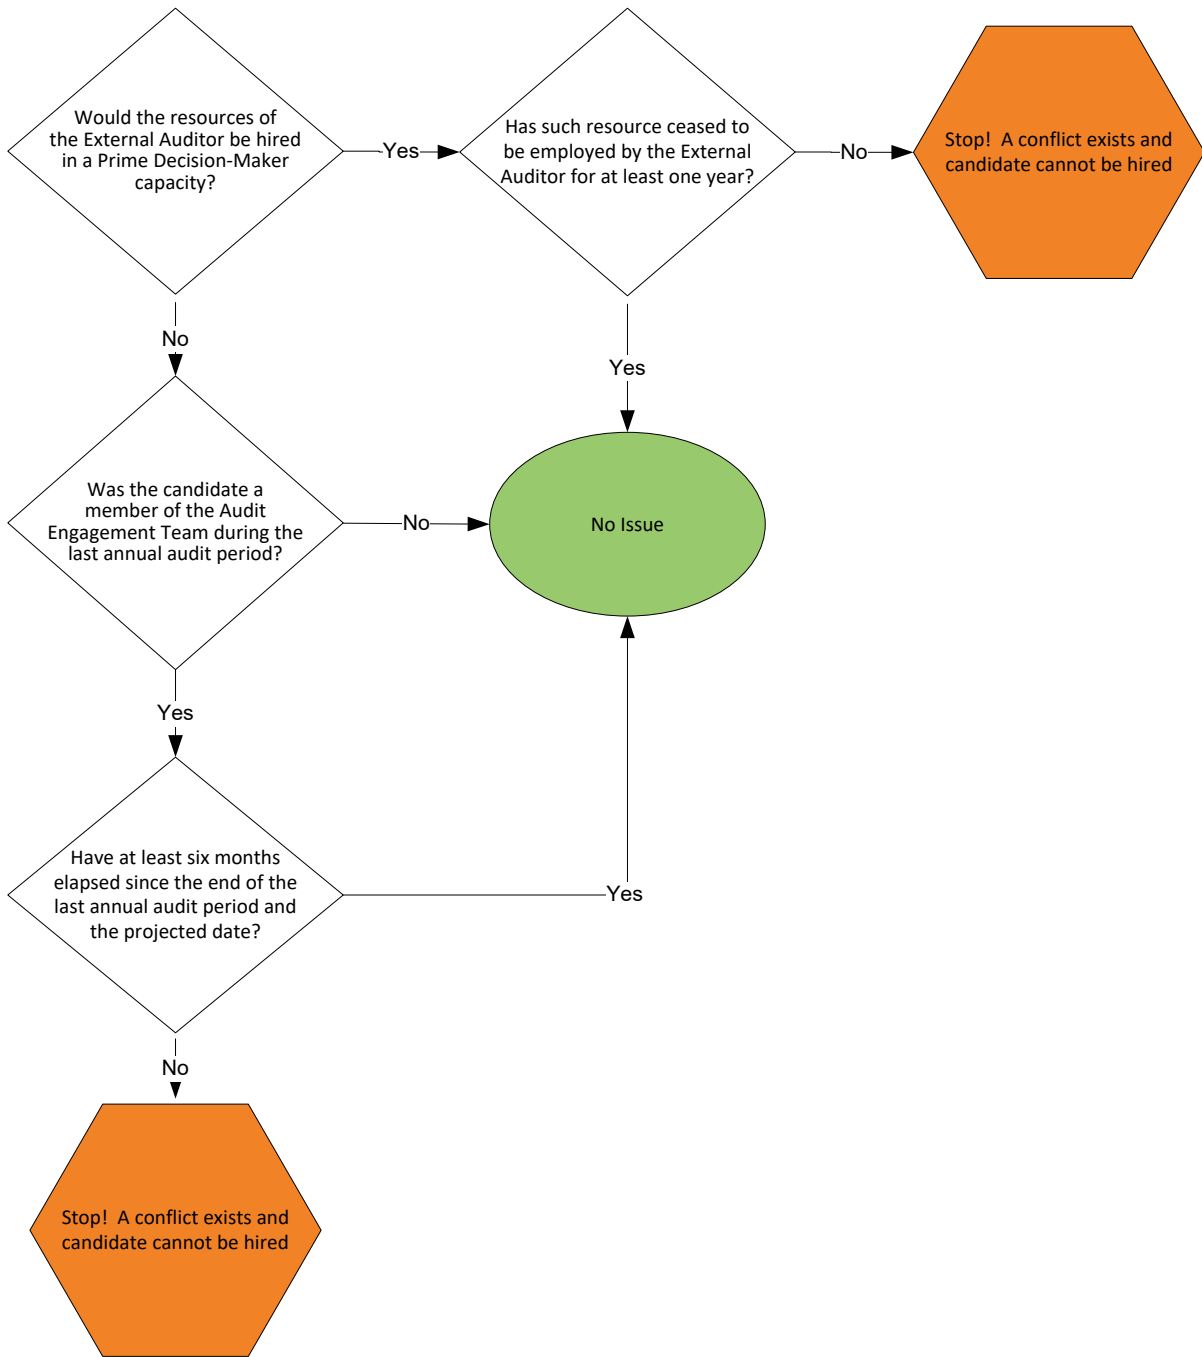 Would the resources of
the External Auditor be hired
in a Prime Decision-Maker
capacity?
Yes
Has such resource ceased to
be employed by the External
Auditor for at least one year?
No
Stop!  A conflict exists and
candidate cannot be hired
No
Yes
Was the candidate a
member of the Audit
Engagement Team during the
last annual audit period?
No
No Issue
Yes
Have at least six months
elapsed since the end of the
last annual audit period and
the projected date?
Yes
No
Stop!  A conflict exists and
candidate cannot be hired